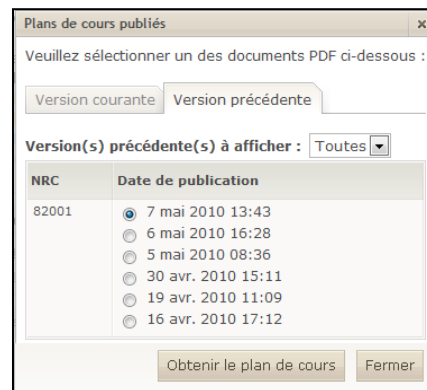 Plans de cours publiés x
Veuillez sélectionner un des documents PDF ci-dessous :
Version courante Version précédente
Version(s) précédente(s) à afficher : Toutes
NRC Date de publication
82001 7 mai 2010 13:43
6 mai 2010 16:28
5 mai 2010 08:36
30 avr. 2010 15:11
19 avr. 2010 11:09
16 avr. 2010 17:12
Obtenir le plan de cours Fermer